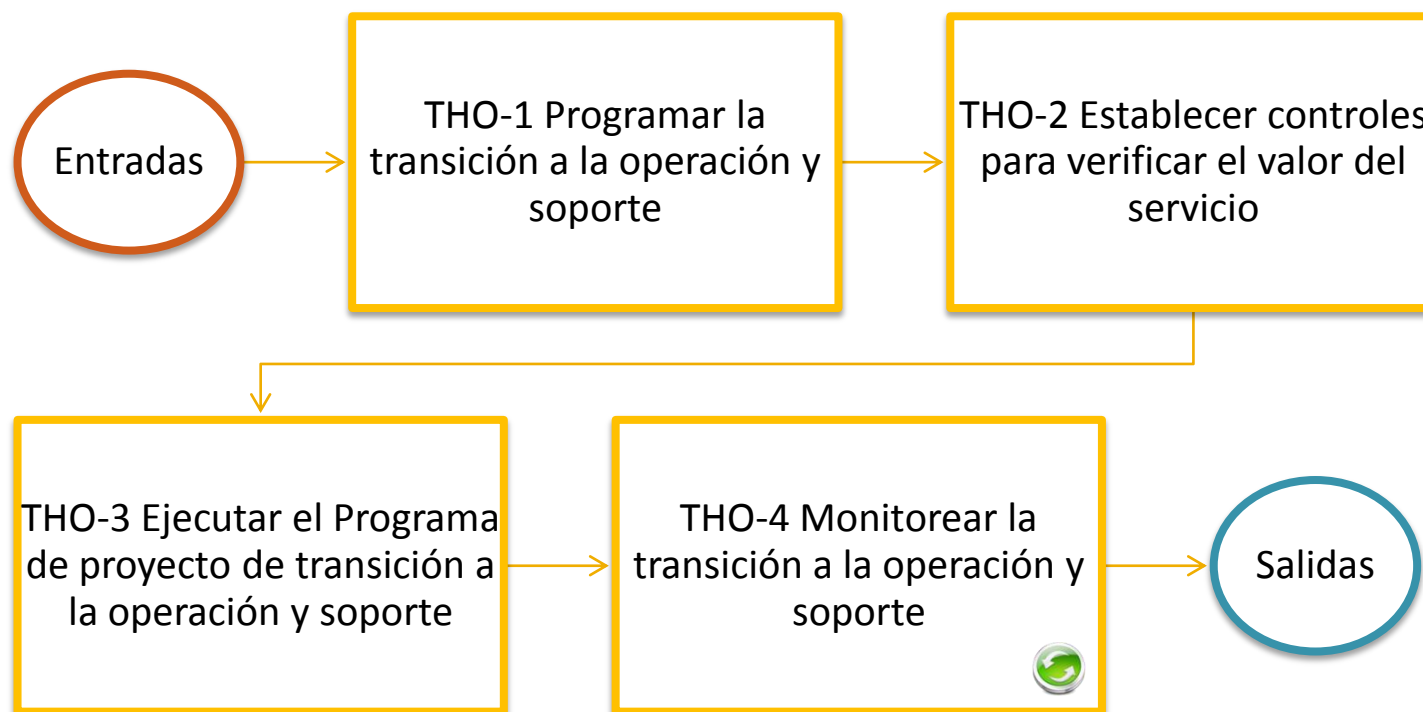 Entradas
THO-1 Programar la
transición a la operación y
soporte
THO-2 Establecer controles
para verificar el valor del
servicio
THO-3 Ejecutar el Programa
de proyecto de transición a
la operación y soporte
THO-4 Monitorear la
transición a la operación y
soporte
Salidas